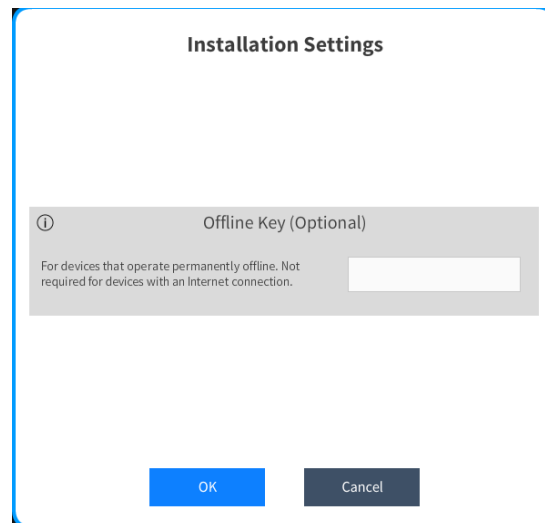 Installation Settings
Offline Key (Optional)
For devices that operate permanently offline. Not
required for devices with an Internet connection.
OK
Cancel